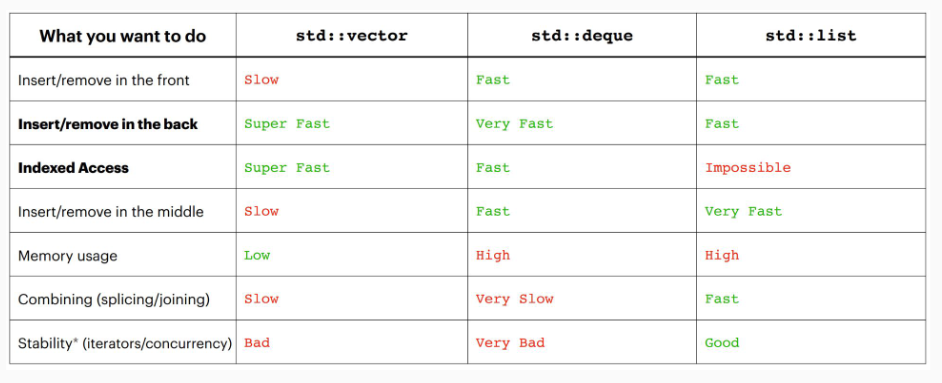 What you want to do std::vector std::deque std::list
Insert/remove in the front Slow Fast Fast
Insert/remove in the back Super Fast Very Fast Fast
Indexed Access Super Fast Fast Impossible
Insert/remove in the middle Slow Fast Very Fast
Memory usage Low High High
Combining (splicing/joining) Slow Very Slow Fast
Stability* (iterators/concurrency) Bad Very Bad Good